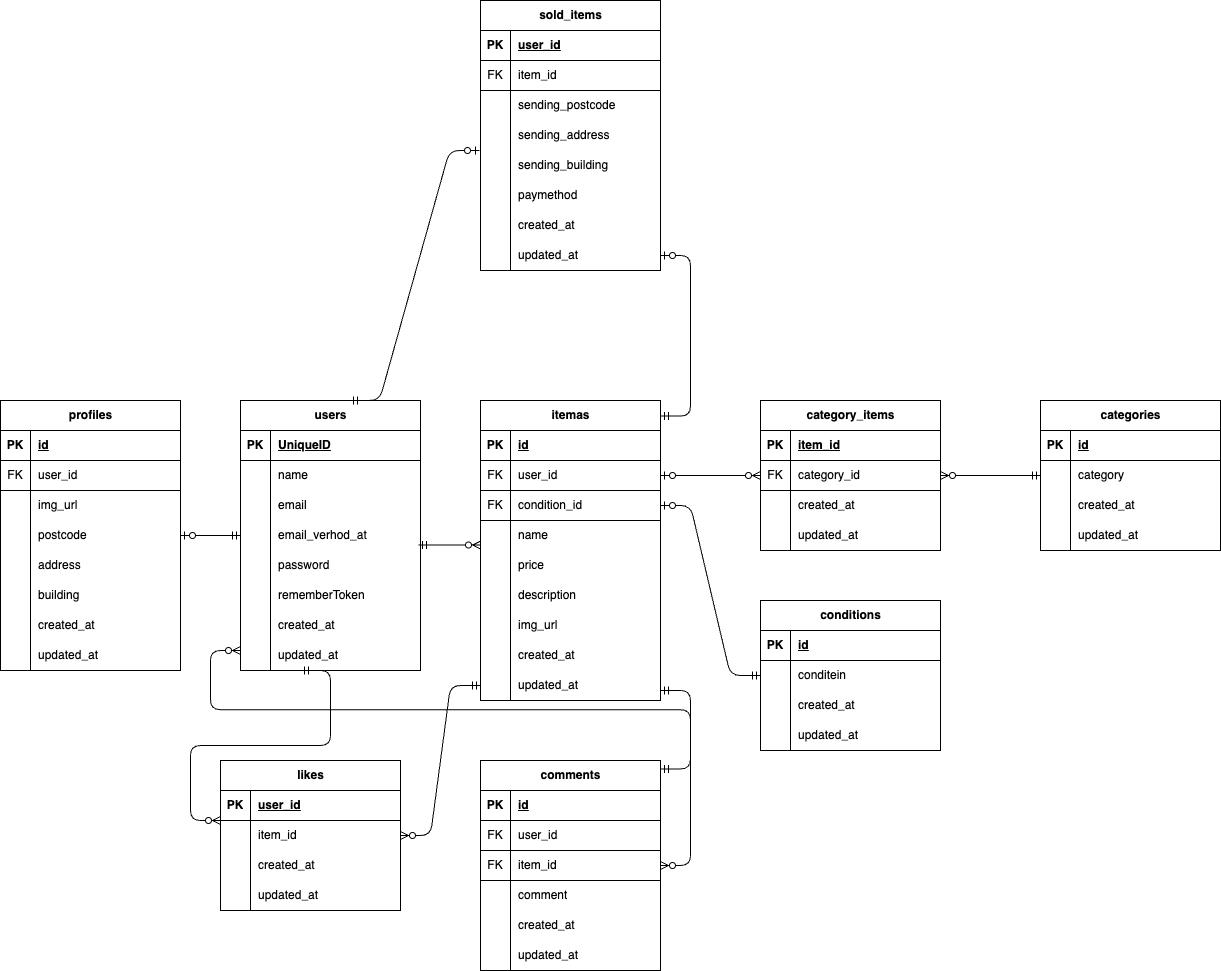 sold_items
PK user_id
FK item_id
sending_postcode
sending_address
sending_building
paymethod
created_at
updated_at
profiles
PK id
FK user_id
img_url
postcode
address
building
created_at
updated_at
users
PK UniqueID
name
email
email_verhod_at
password
rememberToken
created_at
updated_at
itemas
PK id
FK user_id
FK condition_id
name
price
description
img_url
created_at
updated_at
category_items
PK item_id
FK category_id
created_at
updated_at
categories
PK id
category
created_at
updated_at
conditions
PK id
conditein
created_at
updated_at
likes
PK user_id
item_id
created_at
updated_at
comments
PK id
FK user_id
FK item_id
comment
created_at
updated_at